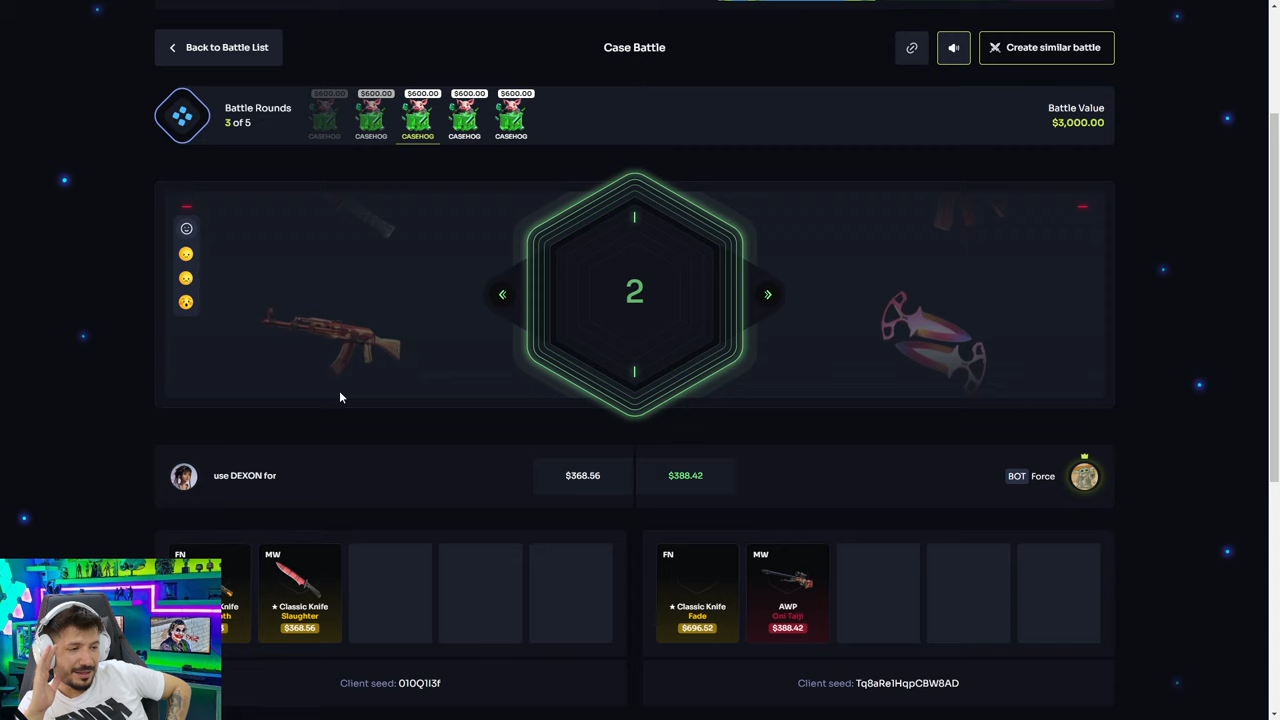 Back to Battle List
Case Battle
Create similar battle
Battle Rounds
3 of 5
$600.00
$600.00
$600.00
$600.00
$600.00
CASEHOG
CASEHOG
CASEHOG
CASEHOG
CASEHOG
Battle Value
$3,000.00
2
use DEXON for
$368.56
$388.42
BOT Force
FN
MW
★ Classic Knife
Slaughter
$368.56
FN
★ Classic Knife
Fade
$696.52
MW
AWP
Oni Taiji
$388.42
Client seed: 010Q1I3f
Client seed: Tq8aRe1HqpCBW8AD